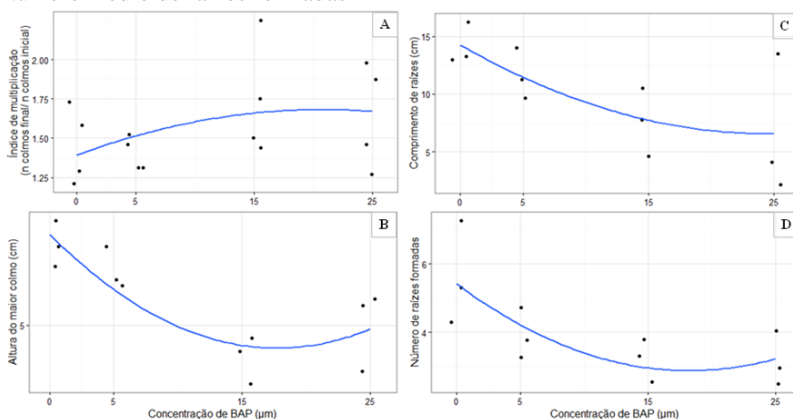 A
Índice de multiplicação
(n colmos final/ n colmos inicial)
2.00
1.75
1.50
1.25
0
5
15
25
C
Comprimento de raízes (cm)
15
10
5
0
5
15
25
B
Altura do maior colmo (cm)
5
0
5
15
25
Concentração de BAP (µm)
D
Número de raízes formadas
6
4
0
5
15
25
Concentração de BAP (µm)